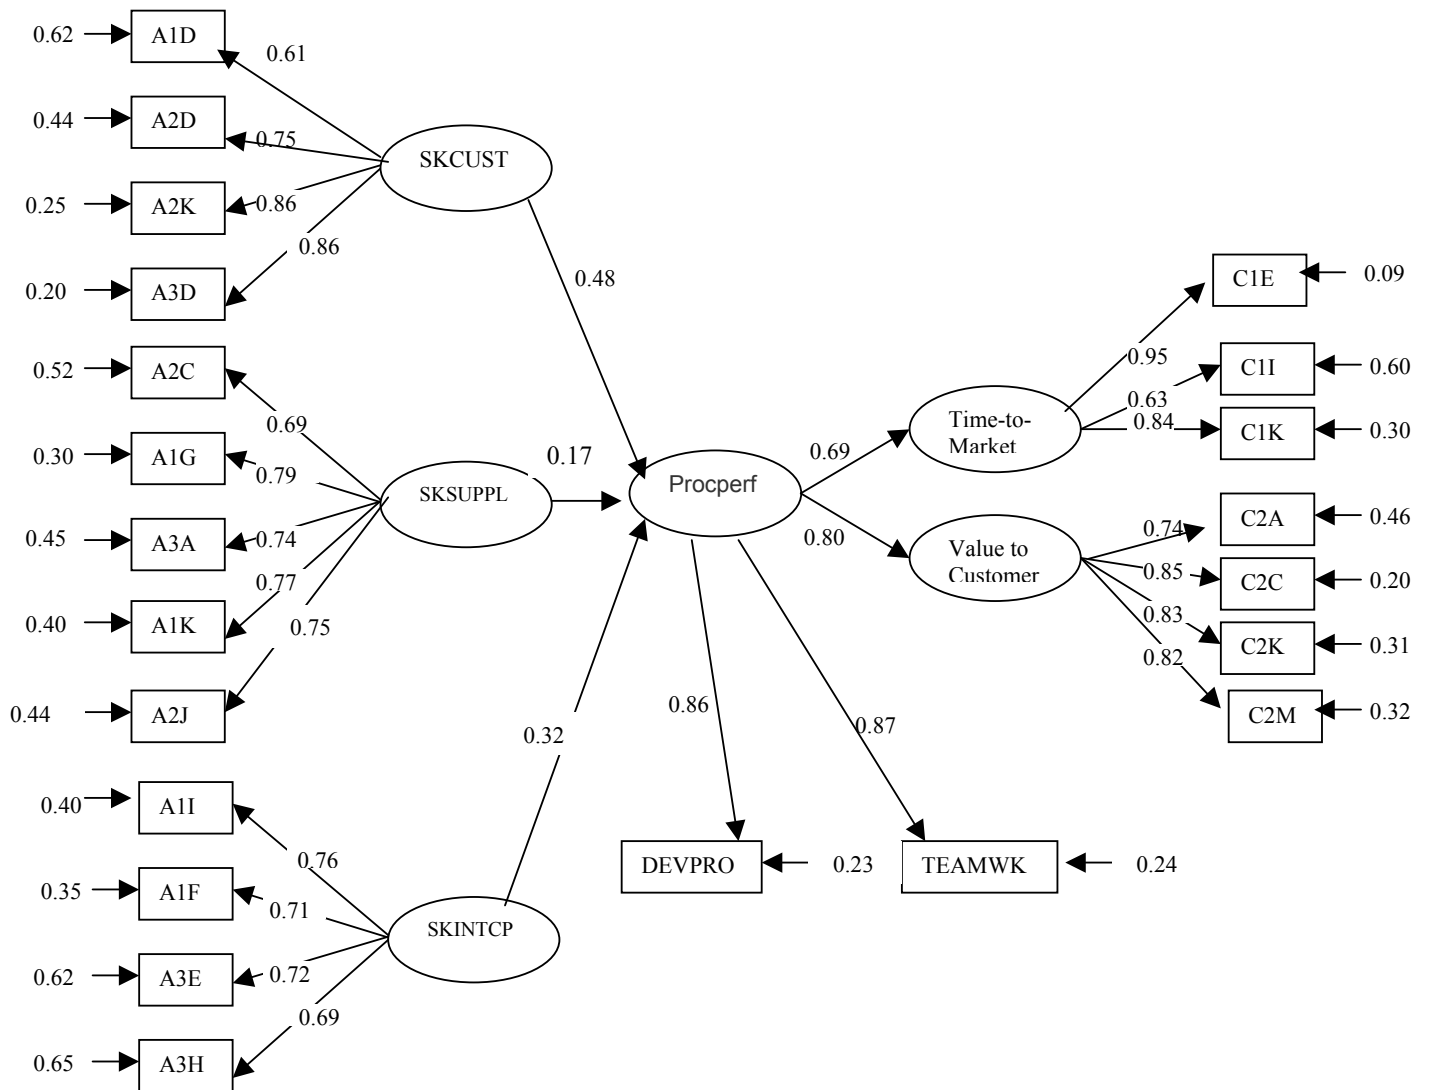 0.62
A1D
0.61
0.44
A2D
0.75
SKCUST
0.25
A2K
0.86
0.86
0.20
A3D
0.48
0.52
A2C
0.69
0.30
A1G
0.79
SKSUPPL
0.17
0.45
A3A
0.74
0.77
0.40
A1K
0.75
0.44
A2J
0.32
0.40
A1I
0.76
0.35
A1F
0.71
SKINTCP
0.62
A3E
0.72
0.69
0.65
A3H
Procperf
0.69
0.80
0.86
0.87
DEVPRO
0.23
TEAMWK
0.24
Time-to-
Market
0.95
0.63
0.84
C1E
0.09
C1I
0.60
C1K
0.30
Value to
Customer
0.74
0.85
0.83
0.82
C2A
0.46
C2C
0.20
C2K
0.31
C2M
0.32